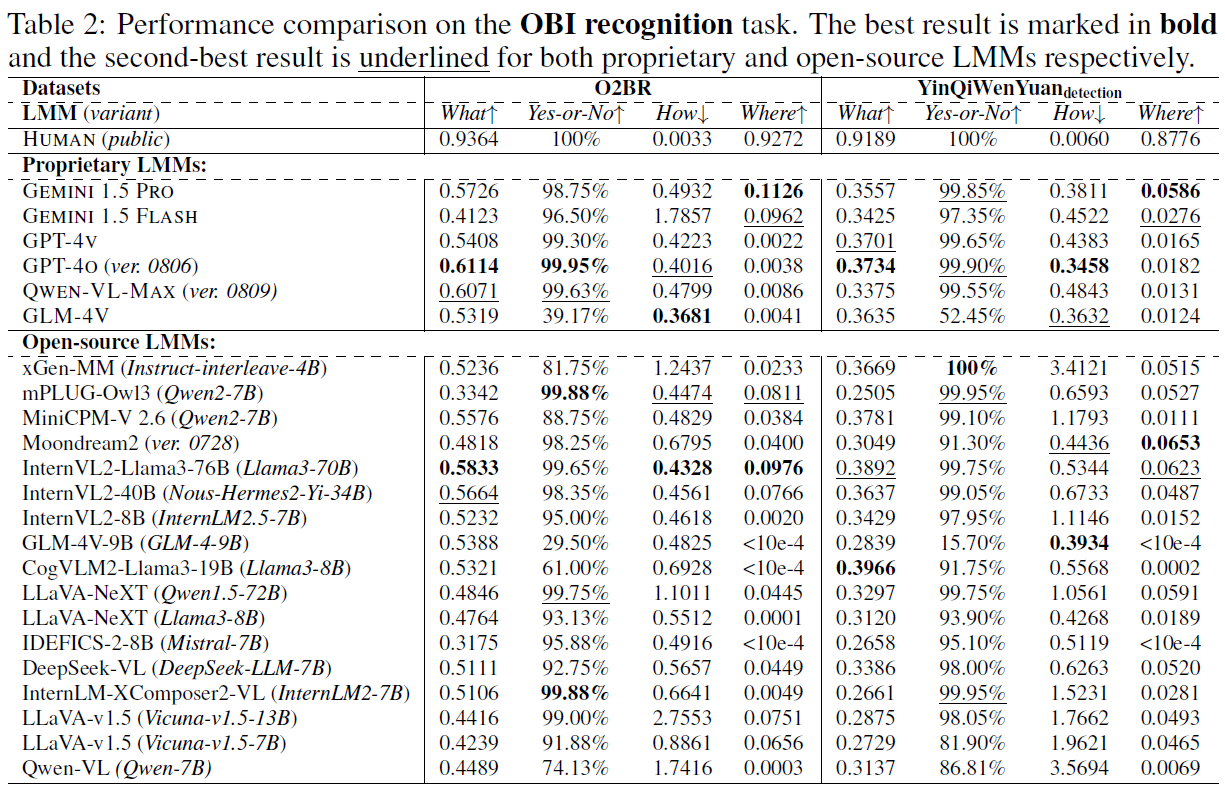 Table 2: Performance comparison on the OBI recognition task. The best result is marked in bold
and the second-best result is underlined for both proprietary and open-source LMMs respectively.
Datasets O2BR YinQiWenYuandetection
LMM (variant) What↑ Yes-or-No↑ How↓ Where↑ What↑ Yes-or-No↑ How↓ Where↑
HUMAN (public) 0.9364 100% 0.0033 0.9272 0.9189 100% 0.0060 0.8776
Proprietary LMMs:
GEMINI 1.5 PRO 0.5726 98.75% 0.4932 0.1126 0.3557 99.85% 0.3811 0.0586
GEMINI 1.5 FLASH 0.4123 96.50% 1.7857 0.0962 0.3425 97.35% 0.4522 0.0276
GPT-4V 0.5408 99.30% 0.4223 0.0022 0.3701 99.65% 0.4383 0.0165
GPT-4O (ver. 0806) 0.6114 99.95% 0.4016 0.0038 0.3734 99.90% 0.3458 0.0182
QWEN-VL-MAX (ver. 0809) 0.6071 99.63% 0.4799 0.0086 0.3375 99.55% 0.4843 0.0131
GLM-4V 0.5319 39.17% 0.3681 0.0041 0.3635 52.45% 0.3632 0.0124
Open-source LMMs:
xGen-MM (Instruct-interleave-4B) 0.5236 81.75% 1.2437 0.0233 0.3669 100% 3.4121 0.0515
mPLUG-Owl3 (Qwen2-7B) 0.3342 99.88% 0.4474 0.0811 0.2505 99.95% 0.6593 0.0527
MiniCPM-V 2.6 (Qwen2-7B) 0.5576 88.75% 0.4829 0.0384 0.3781 99.10% 1.1793 0.0111
Moondream2 (ver. 0728) 0.4818 98.25% 0.6795 0.0400 0.3049 91.30% 0.4436 0.0653
InternVL2-Llama3-76B (Llama3-70B) 0.5833 99.65% 0.4328 0.0976 0.3892 99.75% 0.5344 0.0623
InternVL2-40B (Nous-Hermes2-Yi-34B) 0.5664 98.35% 0.4561 0.0766 0.3637 99.05% 0.6733 0.0487
InternVL2-8B (InternLM2.5-7B) 0.5232 95.00% 0.4618 0.0020 0.3429 97.95% 1.1146 0.0152
GLM-4V-9B (GLM-4-9B) 0.5388 29.50% 0.4825 <10e-4 0.2839 15.70% 0.3934 <10e-4
CogVLM2-Llama3-19B (Llama3-8B) 0.5321 61.00% 0.6928 <10e-4 0.3966 91.75% 0.5568 0.0002
LLaVA-NeXT (Qwen1.5-72B) 0.4846 99.75% 1.1011 0.0445 0.3297 99.75% 1.0561 0.0591
LLaVA-NeXT (Llama3-8B) 0.4764 93.13% 0.5512 0.0001 0.3120 93.90% 0.4268 0.0189
IDEFICS-2-8B (Mistral-7B) 0.3175 95.88% 0.4916 <10e-4 0.2658 95.10% 0.5119 <10e-4
DeepSeek-VL (DeepSeek-LLM-7B) 0.5111 92.75% 0.5657 0.0449 0.3386 98.00% 0.6263 0.0520
InternLM-XComposer2-VL (InternLM2-7B) 0.5106 99.88% 0.6641 0.0049 0.2661 99.95% 1.5231 0.0281
LLaVA-v1.5 (Vicuna-v1.5-13B) 0.4416 99.00% 2.7553 0.0751 0.2875 98.05% 1.7662 0.0493
LLaVA-v1.5 (Vicuna-v1.5-7B) 0.4239 91.88% 0.8861 0.0656 0.2729 81.90% 1.9621 0.0465
Qwen-VL (Qwen-7B) 0.4489 74.13% 1.7416 0.0003 0.3137 86.81% 3.5694 0.0069